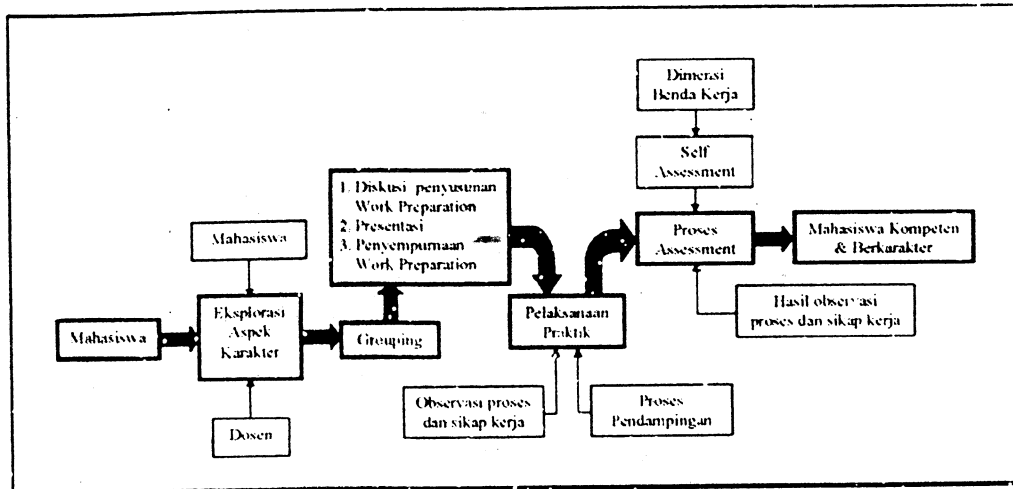 Dimensi
Benda Kerja
Self
Assessment
1. Diskusi penyusunan
Work Preparation
2. Presentasi
3. Penyempurnaan
Work Preparation
Mahasiswa
Proses
Assessment
Mahasiswa Kompeten
& Berkarakter
Mahasiswa
Eksplorasi
Aspek
Karakter
Grouping
Pelaksanaan
Praktik
Hasil observasi
proses dan sikap kerja
Observasi proses
dan sikap kerja
Proses
Pendampingan
Dosen